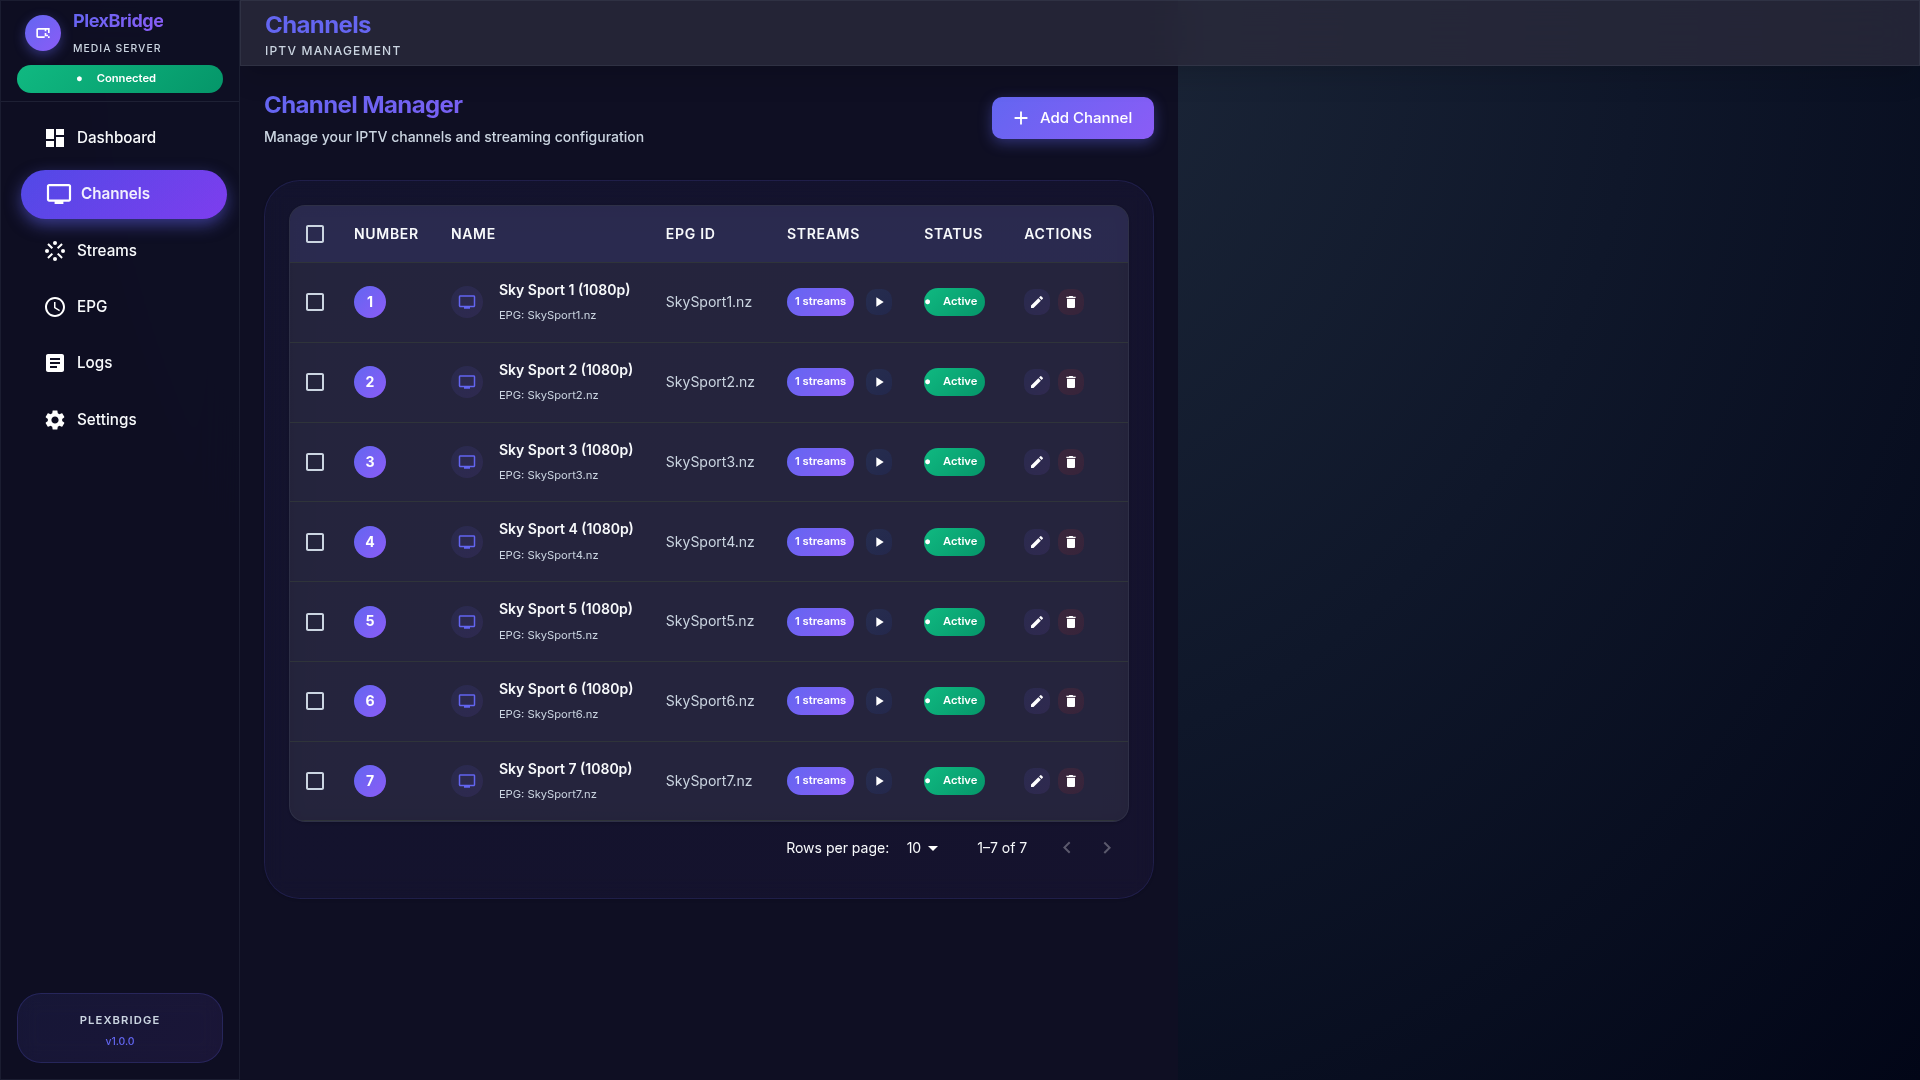 PlexBridge
MEDIA SERVER
Connected
Dashboard
Channels
Streams
EPG
Logs
Settings
PLEXBRIDGE
v1.0.0
Channels
IPTV MANAGEMENT
Channel Manager
Manage your IPTV channels and streaming configuration
Add Channel
NUMBER NAME EPG ID STREAMS STATUS ACTIONS
1 Sky Sport 1 (1080p) SkySport1.nz 1 streams Active
EPG: SkySport1.nz
2 Sky Sport 2 (1080p) SkySport2.nz 1 streams Active
EPG: SkySport2.nz
3 Sky Sport 3 (1080p) SkySport3.nz 1 streams Active
EPG: SkySport3.nz
4 Sky Sport 4 (1080p) SkySport4.nz 1 streams Active
EPG: SkySport4.nz
5 Sky Sport 5 (1080p) SkySport5.nz 1 streams Active
EPG: SkySport5.nz
6 Sky Sport 6 (1080p) SkySport6.nz 1 streams Active
EPG: SkySport6.nz
7 Sky Sport 7 (1080p) SkySport7.nz 1 streams Active
EPG: SkySport7.nz
Rows per page: 10 1–7 of 7